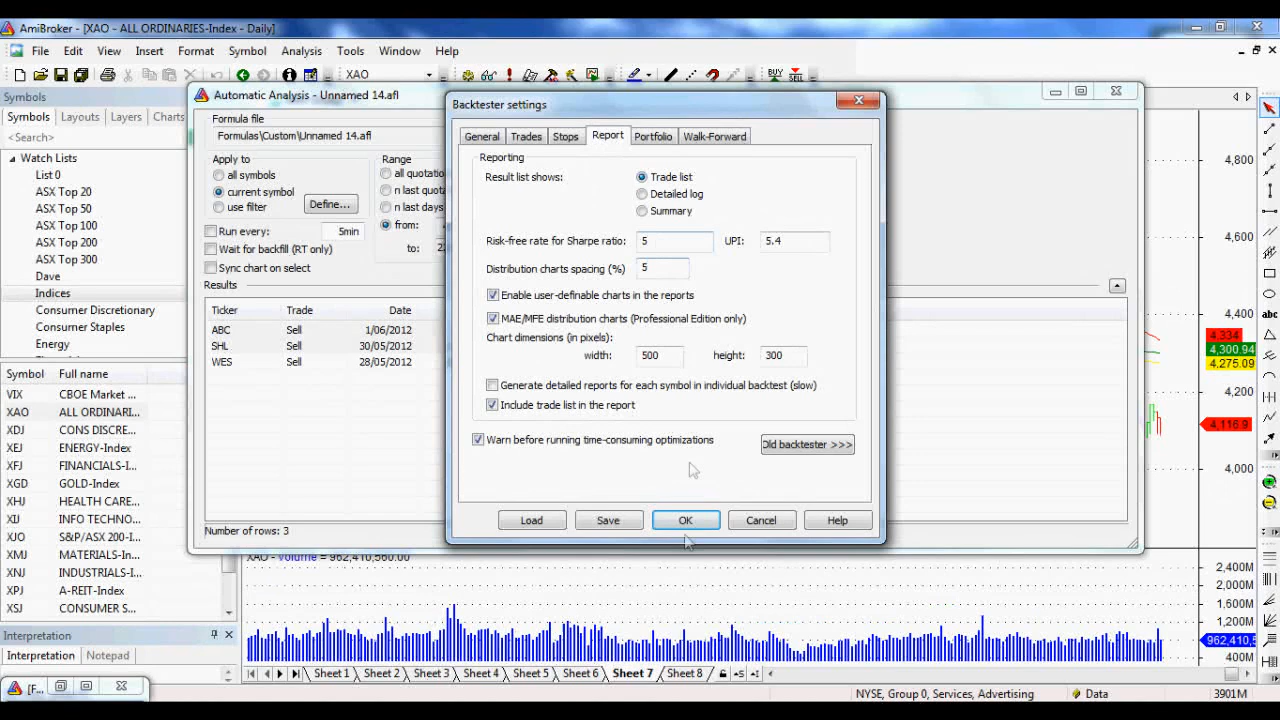 AmiBroker - [XAO - ALL ORDINARIES-Index - Daily]
File Edit View Insert Format Symbol Analysis Tools Window Help
XAO
BUY SELL
Symbols
Symbols Layouts Layers Charts
<Search>
Watch Lists
List 0
ASX Top 20
ASX Top 50
ASX Top 100
ASX Top 200
ASX Top 300
Dave
Indices
Consumer Discretionary
Consumer Staples
Energy
Symbol Full name
VIX CBOE Market ...
XAO ALL ORDINARI...
XDJ CONS DISCRE...
XEJ ENERGY-Index
XFJ FINANCIALS-I...
XGD GOLD-Index
XHJ HEALTH CARE...
XIJ INFO TECHNO...
XJO S&P/ASX 200-I...
XMJ MATERIALS-In...
XNJ INDUSTRIALS-I...
XPJ A-REIT-Index
XSJ CONSUMER S...
Interpretation
Interpretation Notepad
[F...
Automatic Analysis - Unnamed 14.afl
Formula file
Formulas\Custom\Unnamed 14.afl
Apply to
all symbols
current symbol
use filter
Define...
Range
all quotatio
n last quota
n last days
from:
to:
Run every: 5min
Wait for backfill (RT only)
Sync chart on select
Results
Ticker Trade Date
ABC Sell 1/06/2012
SHL Sell 30/05/2012
WES Sell 28/05/2012
Number of rows: 3
Backtester settings
General Trades Stops Report Portfolio Walk-Forward
Reporting
Result list shows:
Trade list
Detailed log
Summary
Risk-free rate for Sharpe ratio: 5 UPI: 5.4
Distribution charts spacing (%) 5
Enable user-definable charts in the reports
MAE/MFE distribution charts (Professional Edition only)
Chart dimensions (in pixels):
width: 500 height: 300
Generate detailed reports for each symbol in individual backtest (slow)
Include trade list in the report
Warn before running time-consuming optimizations
Old backtester >>>
Load Save OK Cancel Help
4,800
4,600
4,400
4,334
4,300.94
4,275.09
4,200
4,116.9
4,000
abc
XAO - Volume = 962,410,560.00
2,400M
2,000M
1,600M
1,200M
962,410,5
400M
Sheet 1 Sheet 2 Sheet 3 Sheet 4 Sheet 5 Sheet 6 Sheet 7 Sheet 8
NYSE, Group 0, Services, Advertising Data 3901M